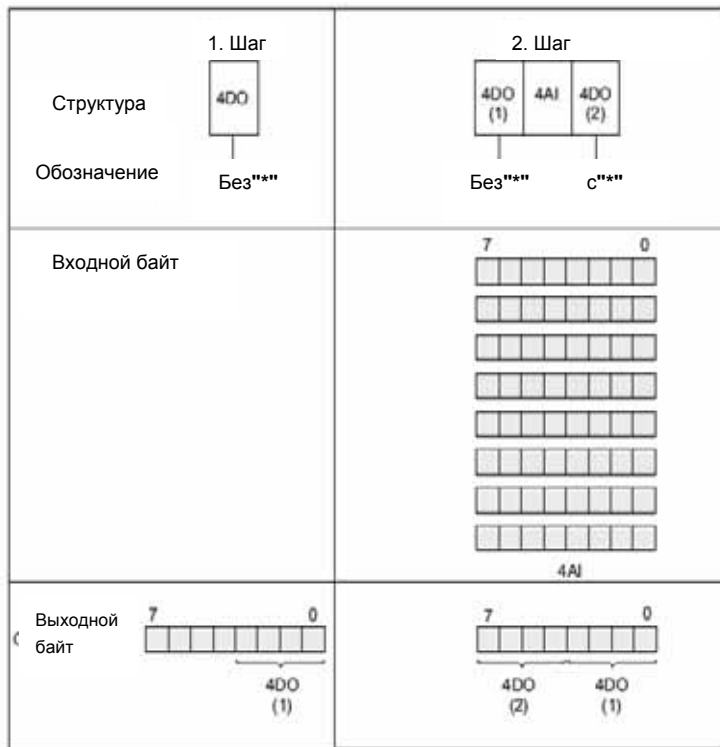 1. Шаг
2. Шаг
Структура
4DO
4DO
(1)
4AI
4DO
(2)
Обозначение
Без"*"
Без"*"
с"*"
Входной байт
7 0
4AI
Выходной
байт
7 0
4DO
(1)
7 0
4DO
(2)
4DO
(1)